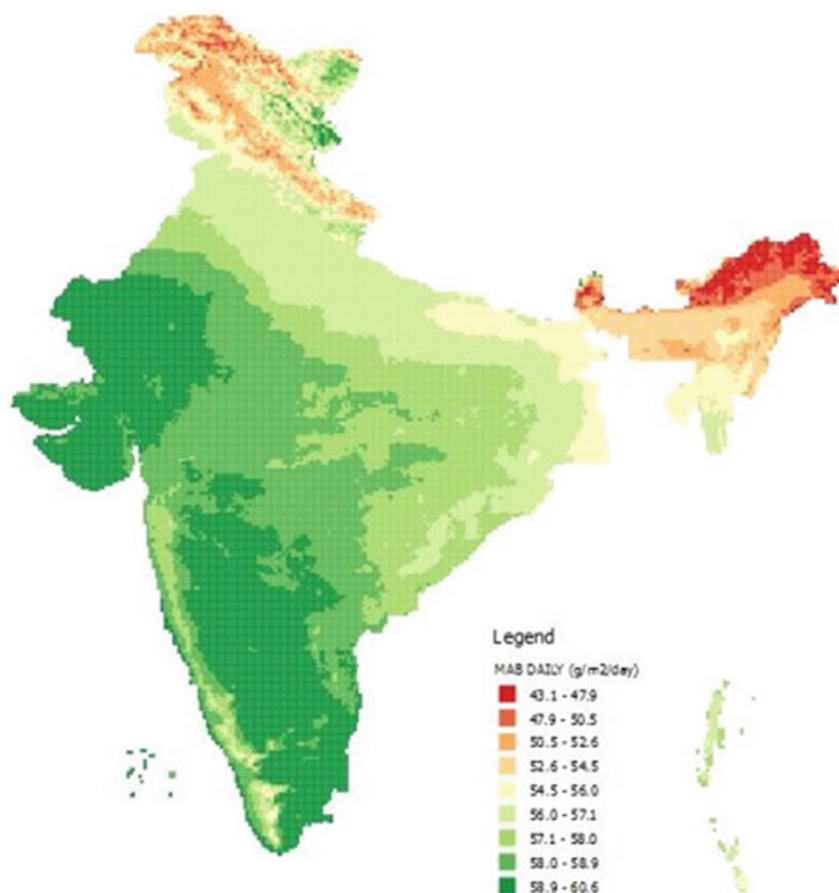 Legend
MAB DAILY (g/m2/day)
43.1 - 47.9
47.9 - 50.5
50.5 - 52.6
52.6 - 54.5
54.5 - 56.0
56.0 - 57.1
57.1 - 58.0
58.0 - 58.9
58.9 - 60.6